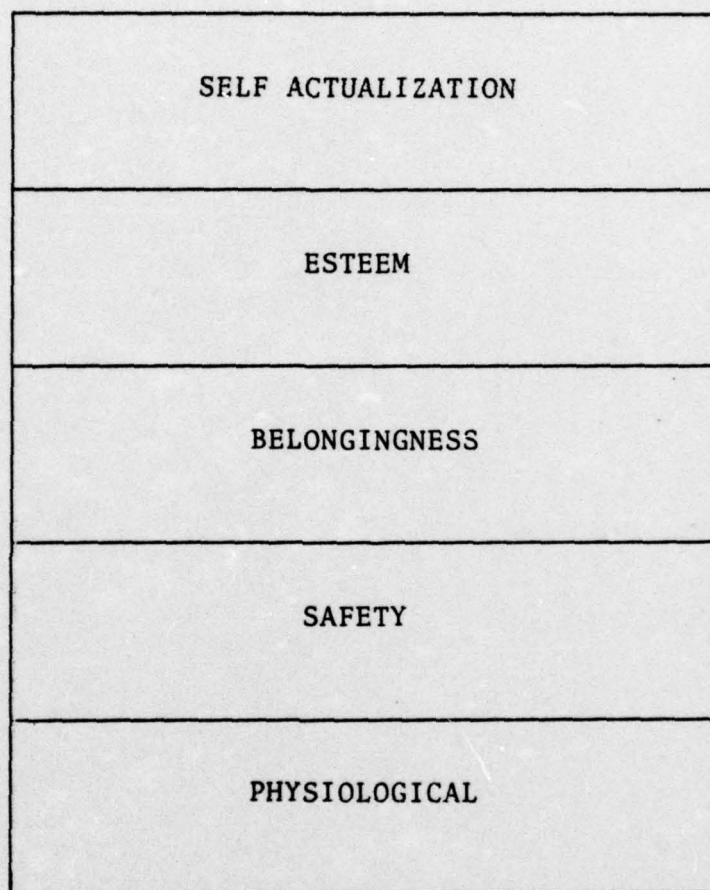 SELF ACTUALIZATION
ESTEEM
BELONGINGNESS
SAFETY
PHYSIOLOGICAL